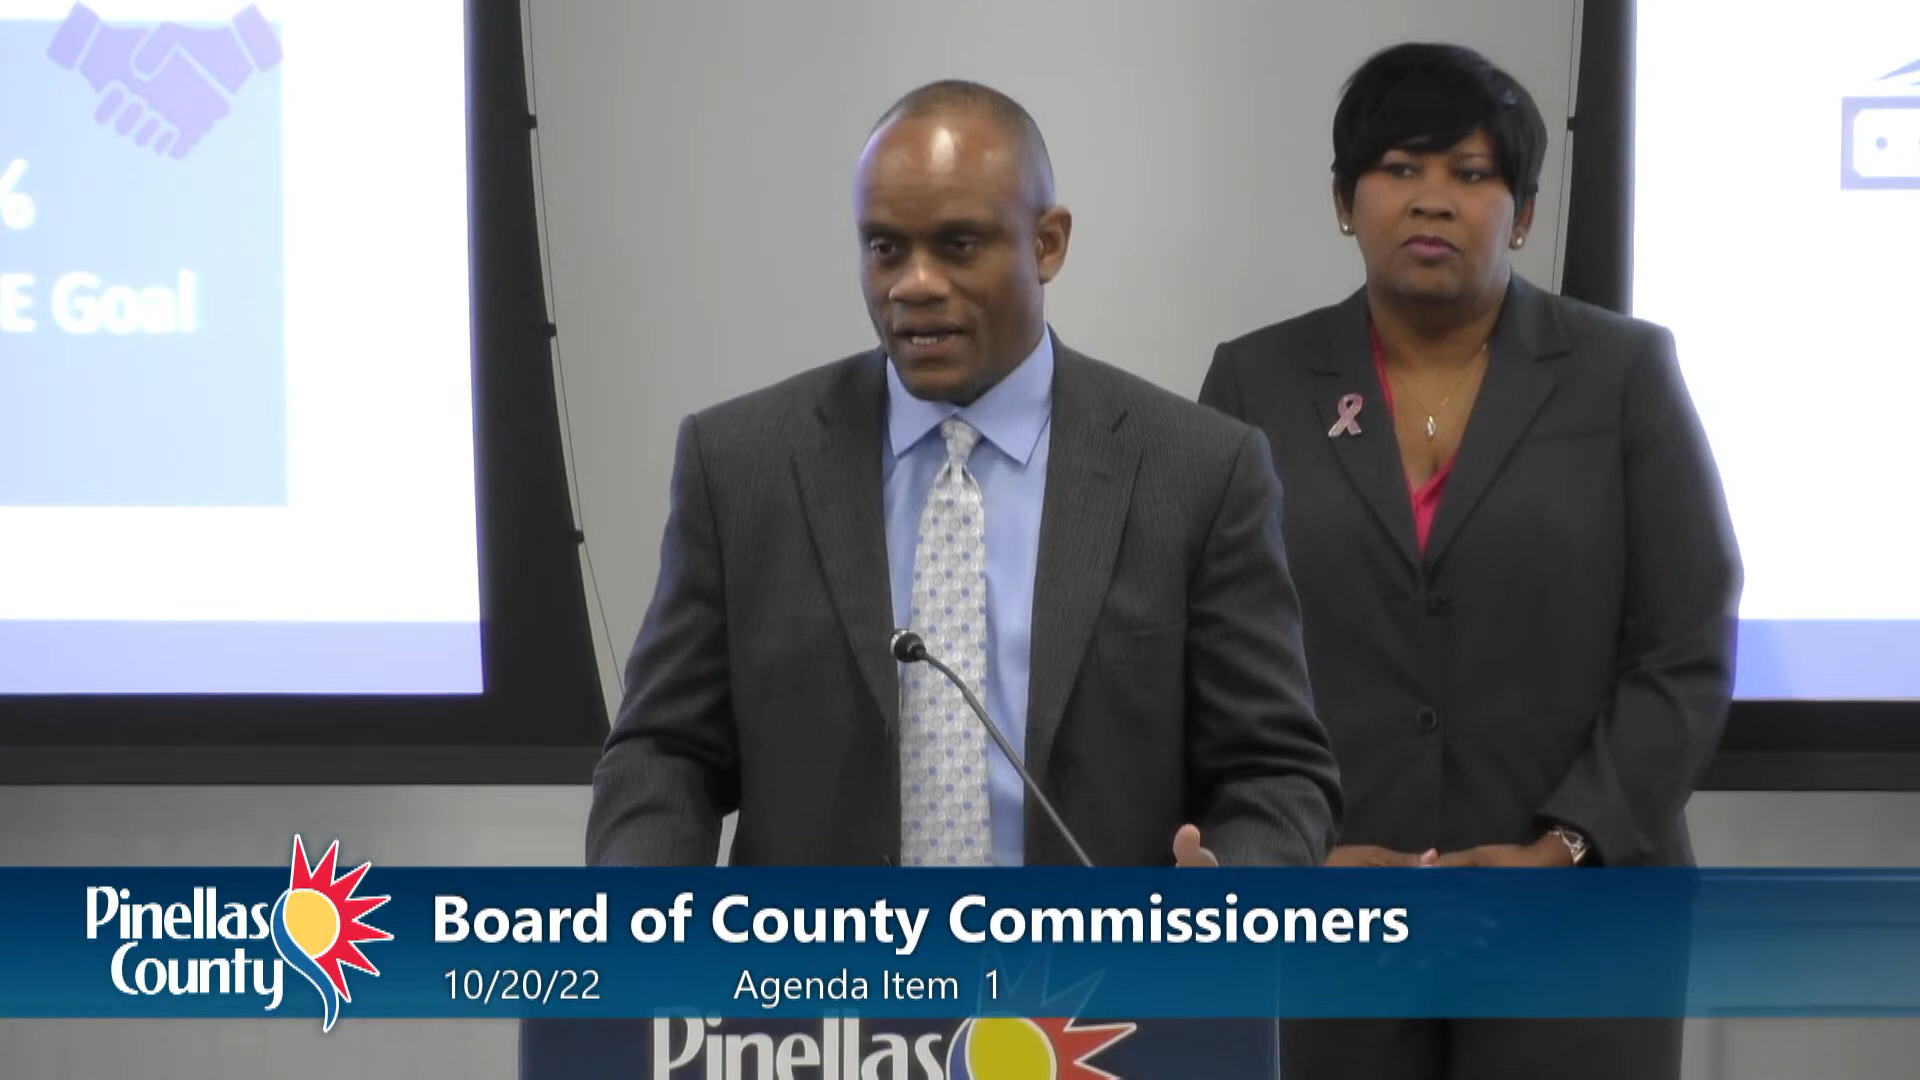 %
E Goal
Pinellas
County
Board of County Commissioners
10/20/22 Agenda Item 1
Pinellas